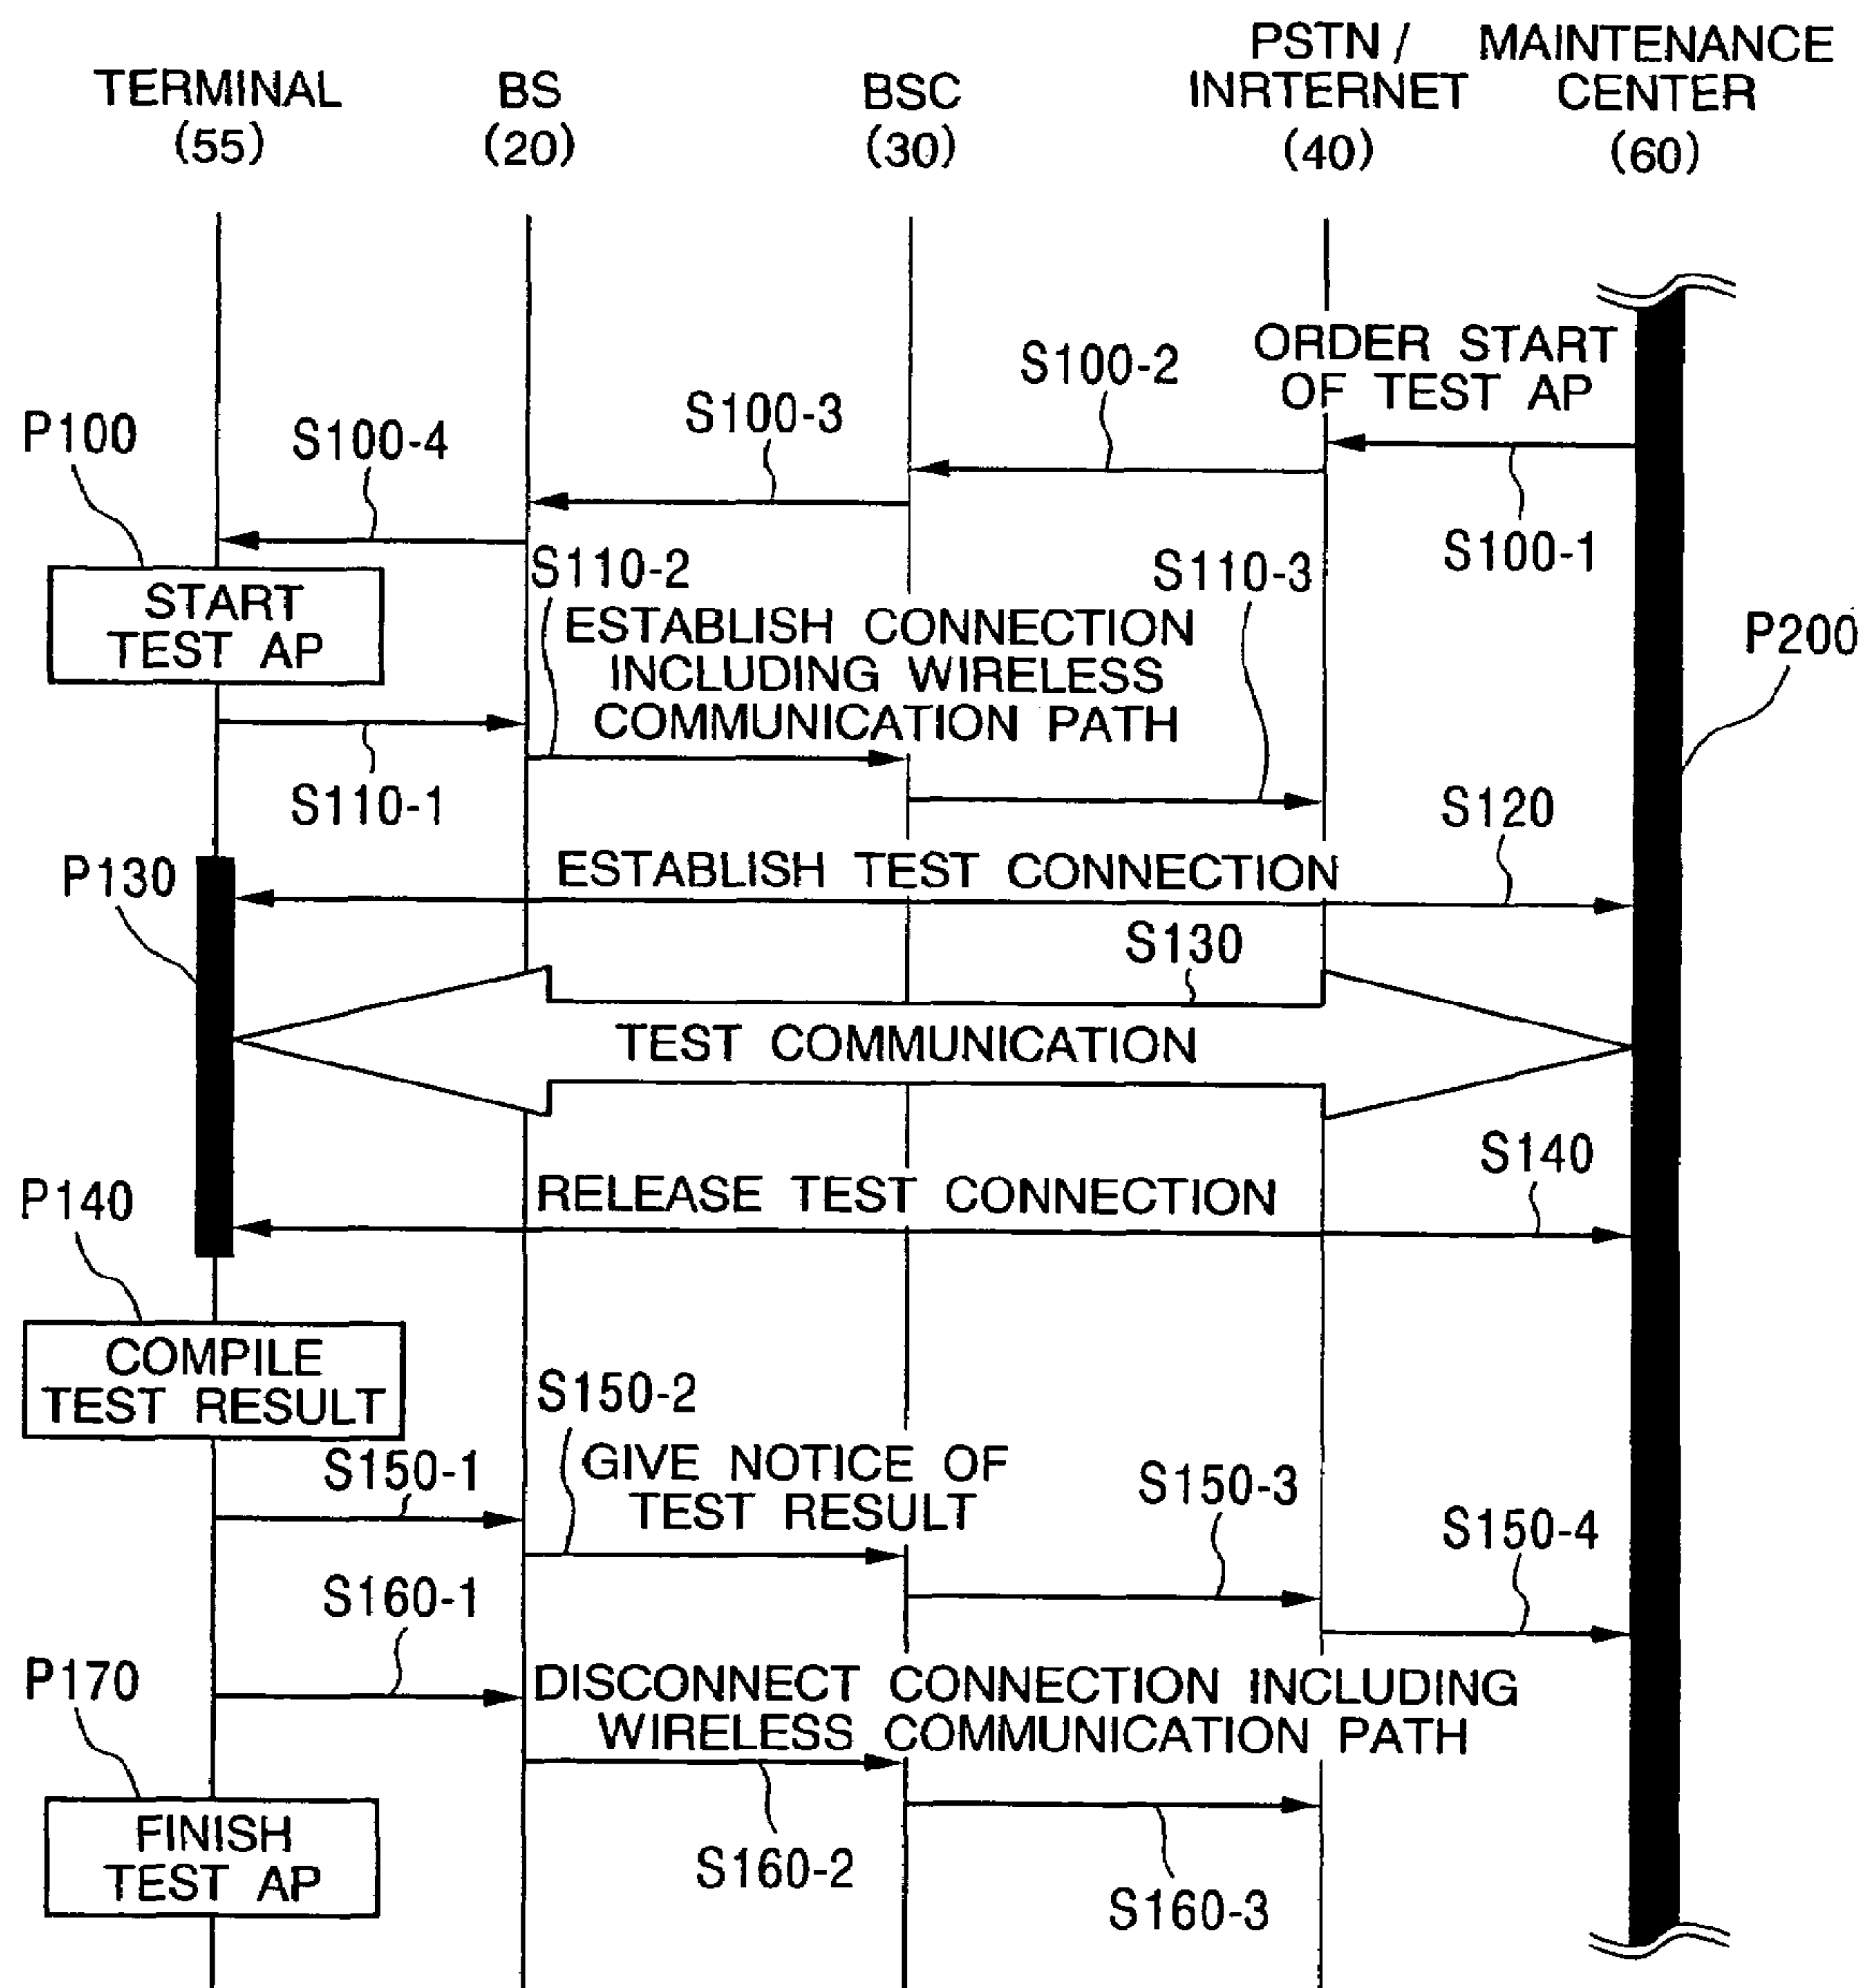 TERMINAL
(55)
BS
(20)
BSC
(30)
PSTN /
INRTERNET
(40)
MAINTENANCE
CENTER
(60)
ORDER START
OF TEST AP
S100-2
S100-3
P100
S100-4
S100-1
S110-2
S110-3
START
TEST AP
ESTABLISH CONNECTION
INCLUDING WIRELESS
COMMUNICATION PATH
P200
S110-1
S120
P130
ESTABLISH TEST CONNECTION
S130
TEST COMMUNICATION
S140
P140
RELEASE TEST CONNECTION
COMPILE
TEST RESULT
S150-2
S150-1
GIVE NOTICE OF
TEST RESULT
S150-3
S150-4
S160-1
P170
DISCONNECT CONNECTION INCLUDING
WIRELESS COMMUNICATION PATH
FINISH
TEST AP
S160-2
S160-3